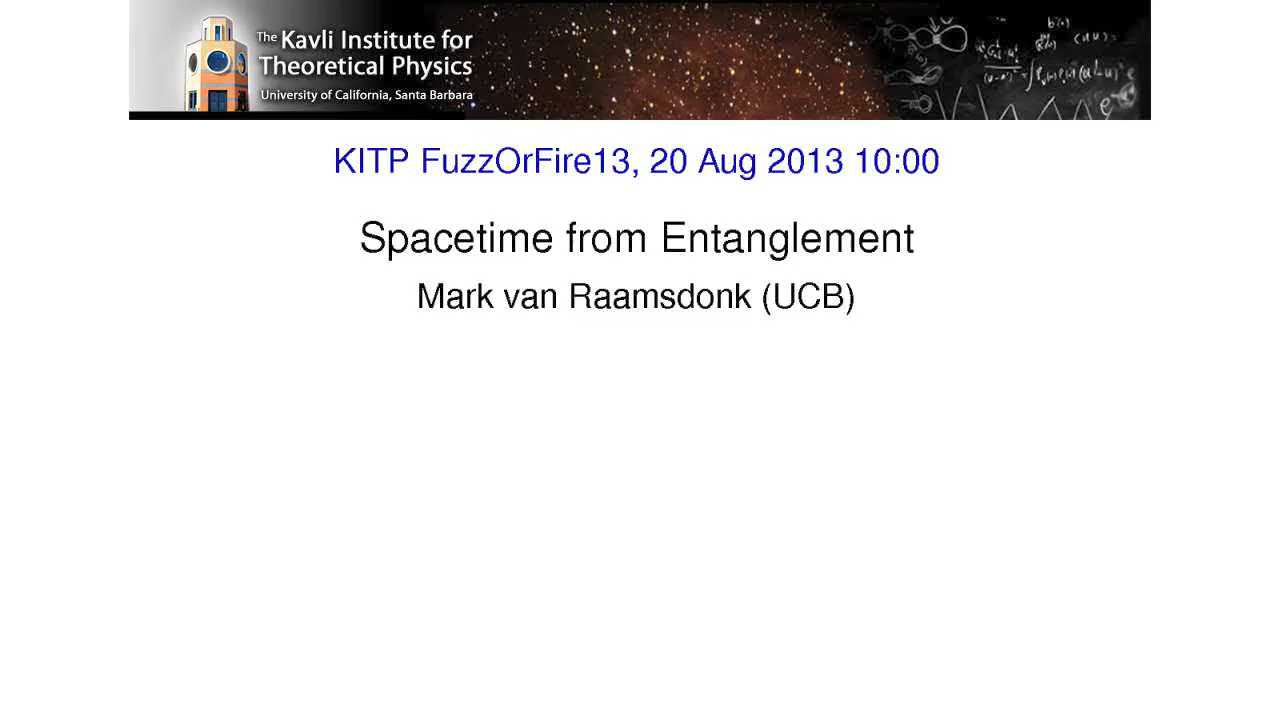 The Kavli Institute for
Theoretical Physics
University of California, Santa Barbara
KITP FuzzOrFire13, 20 Aug 2013 10:00
Spacetime from Entanglement
Mark van Raamsdonk (UCB)